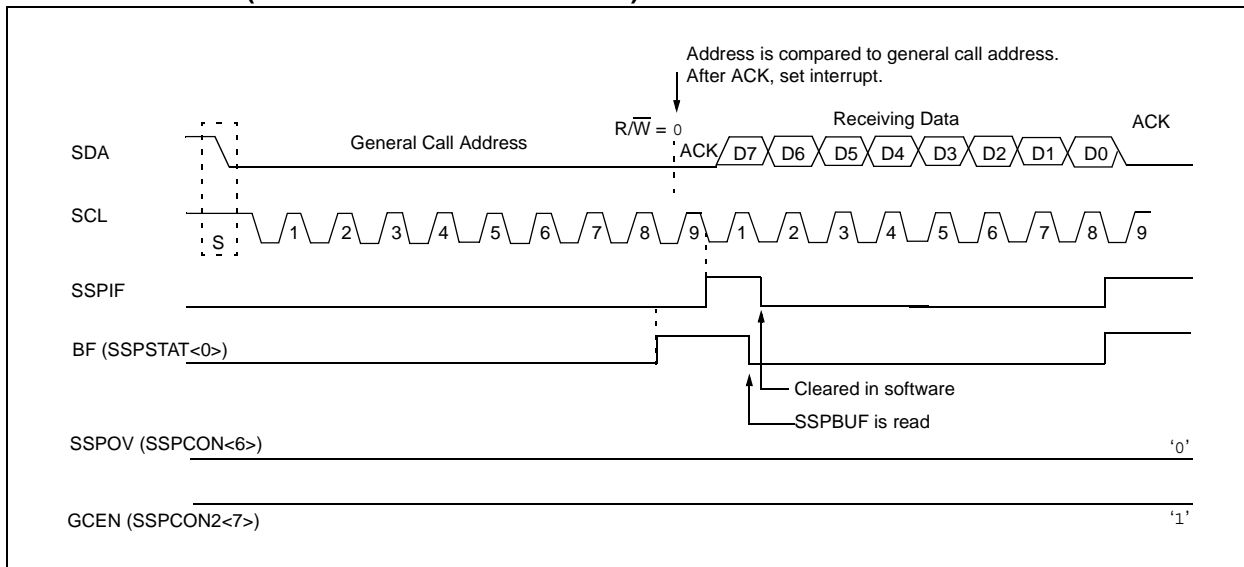 Address is compared to general call address.
After ACK, set interrupt.
R/W = 0
Receiving Data
ACK
SDA
General Call Address
ACK
D7 D6 D5 D4 D3 D2 D1 D0
SCL
S
1 2 3 4 5 6 7 8 9 1 2 3 4 5 6 7 8 9
SSPIF
BF (SSPSTAT<0>)
Cleared in software
SSPBUF is read
SSPOV (SSPCON<6>)
‘0’
GCEN (SSPCON2<7>)
‘1’